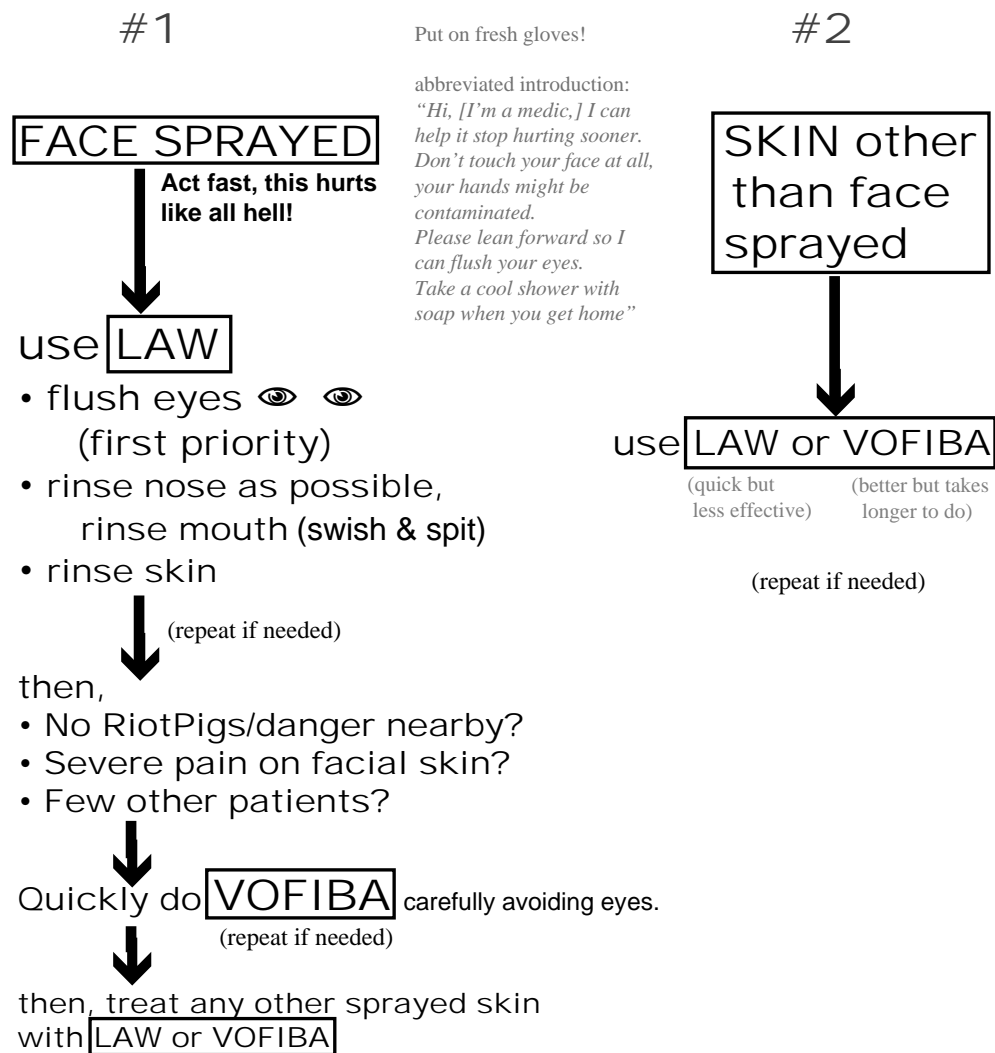 #1
FACE SPRAYED
Act fast, this hurts
like all hell!
use LAW
• flush eyes
(first priority)
• rinse nose as possible,
rinse mouth (swish & spit)
• rinse skin
(repeat if needed)
then,
• No RiotPigs/danger nearby?
• Severe pain on facial skin?
• Few other patients?
Quickly do VOFIBA carefully avoiding eyes.
(repeat if needed)
then, treat any other sprayed skin
with LAW or VOFIBA
Put on fresh gloves!
abbreviated introduction:
“Hi, [I'm a medic,] I can
help it stop hurting sooner.
Don't touch your face at all,
your hands might be
contaminated.
Please lean forward so I
can flush your eyes.
Take a cool shower with
soap when you get home”
#2
SKIN other
than face
sprayed
use LAW or VOFIBA
(quick but
less effective)
(better but takes
longer to do)
(repeat if needed)